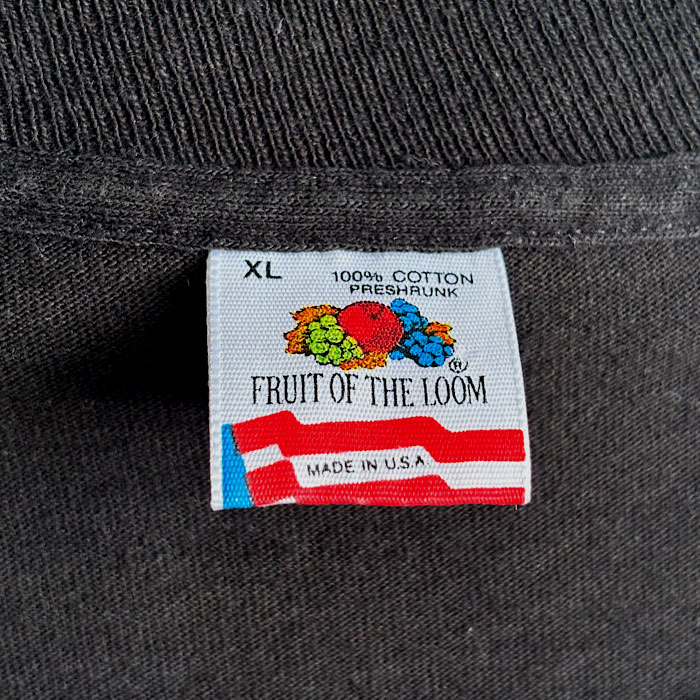 XL
100% COTTON
PRESHRUNK
®
FRUIT OF THE LOOM
MADE IN U.S.A.